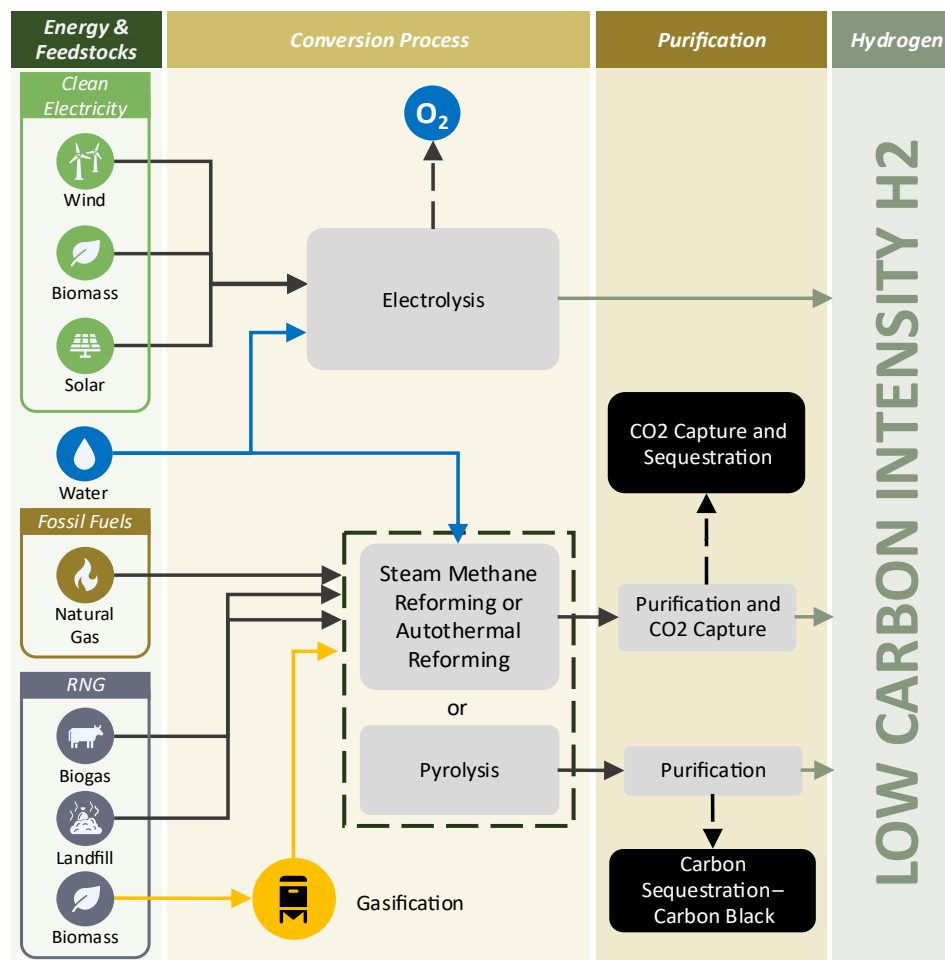 Energy &
Feedstocks
Conversion Process
Purification
Hydrogen
Clean
Electricity
Wind
Biomass
Solar
Water
Fossil Fuels
Natural
Gas
RNG
Biogas
Landfill
Biomass
O2
Electrolysis
Steam Methane
Reforming or
Autothermal
Reforming
or
Pyrolysis
Gasification
CO2 Capture and
Sequestration
Purification and
CO2 Capture
Purification
Carbon
Sequestration–
Carbon Black
LOW CARBON INTENSITY H2